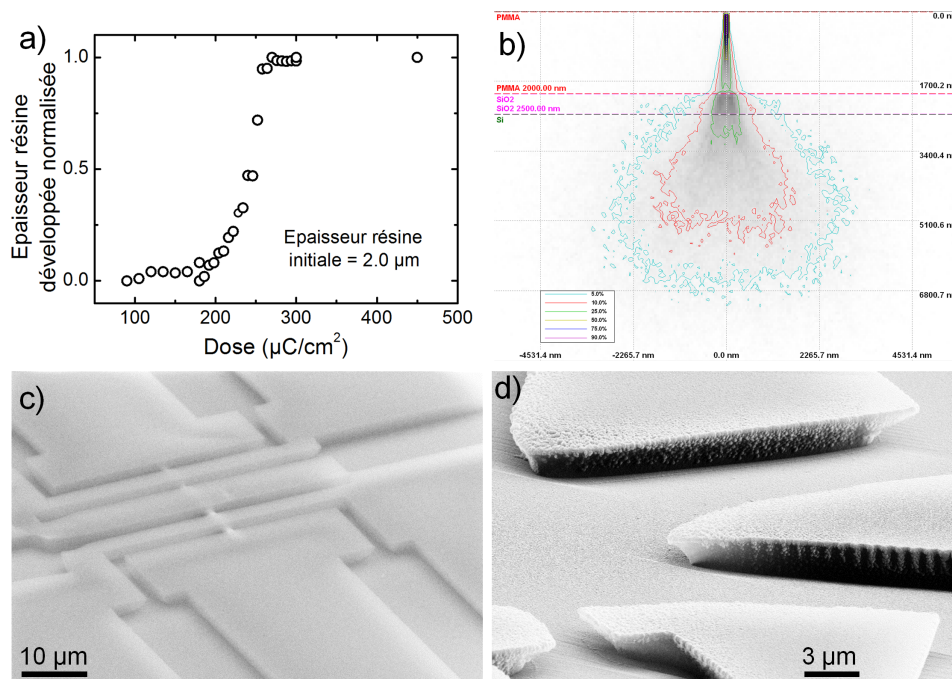 a)
Epaisseur résine
développée normalisée
1.0
0.5
0.0
Epaisseur résine
initiale = 2.0 µm
100 200 300 400 500
Dose (µC/cm²)
b)
PMMA
0.0 nm
1700.2 nm
PMMA 2000.00 nm
SiO2
SiO2 2500.00 nm
Si
3400.4 nm
5100.6 n
6800.7 n
5.0%
10.0%
25.0%
50.0%
75.0%
90.0%
-4531.4 nm -2265.7 nm 0.0 nm 2265.7 nm 4531.4 nm
c)
10 µm
d)
3 µm